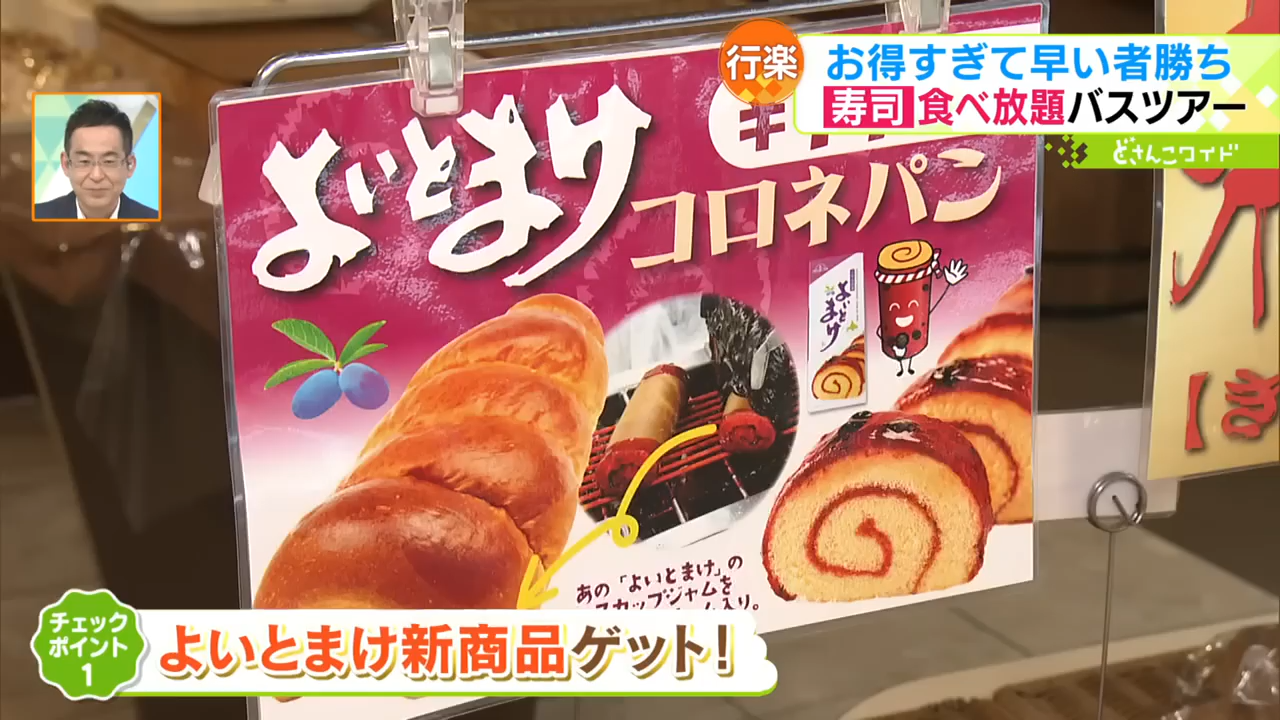 行楽
お得すぎて早い者勝ち
寿司食べ放題バスツアー
どさんこワイド
よいとまけ
コロネパン
よいとまけ
あの「よいとまけ」の
スカップジャムを
入り。
【ぎ
チェック
ポイント
1
よいとまけ新商品ゲット!